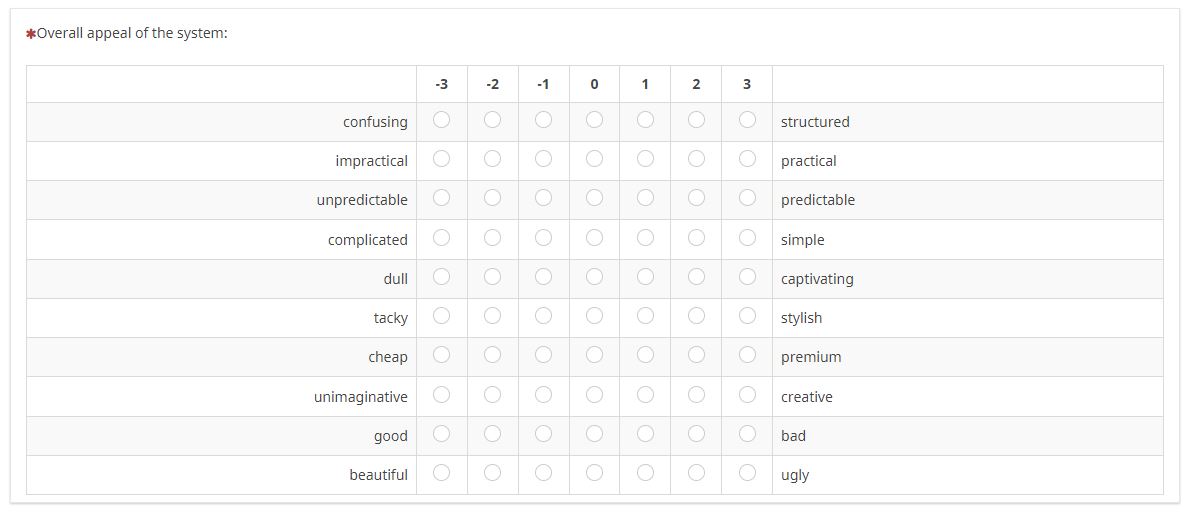 *Overall appeal of the system:
-3 -2 -1 0 1 2 3
confusing structured
impractical practical
unpredictable predictable
complicated simple
dull captivating
tacky stylish
cheap premium
unimaginative creative
good bad
beautiful ugly